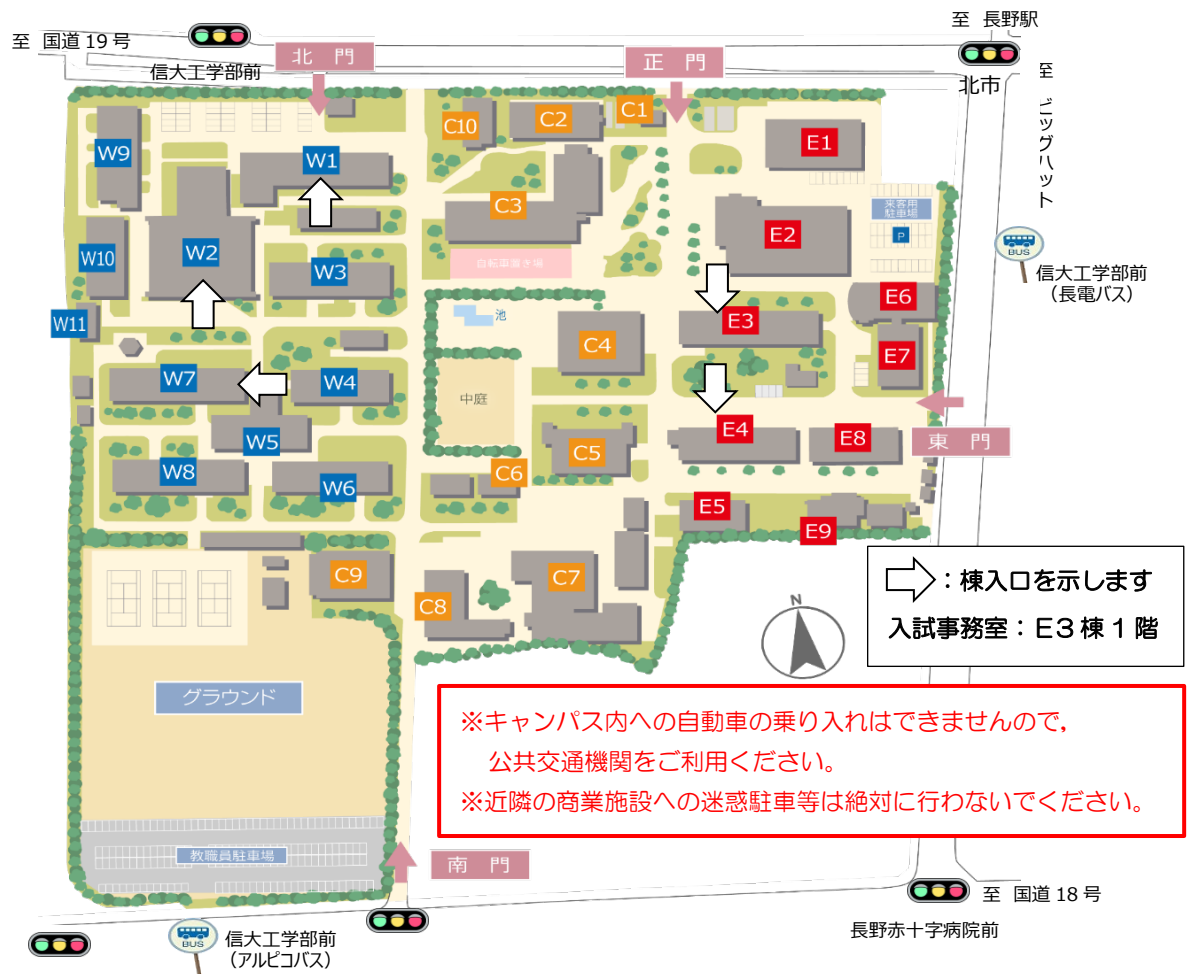 至 長野駅
至 国道19号
北 門
正 門
信大工学部前
北市
至 ビッグハット
C1
C10
C2
E1
W9
W1
C3
来客用
駐車場
P
E2
W2
W10
W3
自転車置き場
BUS
信大工学部前
(長電バス)
E6
池
W11
E3
C4
E7
W7
W4
中庭
W5
E4
E8
東 門
C5
W8
C6
W6
E5
E9
C9
C7
C8
N
:棟入口を示します
入試事務室:E3棟1階
グラウンド
※キャンパス内への自動車の乗り入れはできませんので,
公共交通機関をご利用ください。
※近隣の商業施設への迷惑駐車等は絶対に行わないでください。
教職員駐車場
南 門
至 国道18号
長野赤十字病院前
BUS
信大工学部前
(アルピコバス)